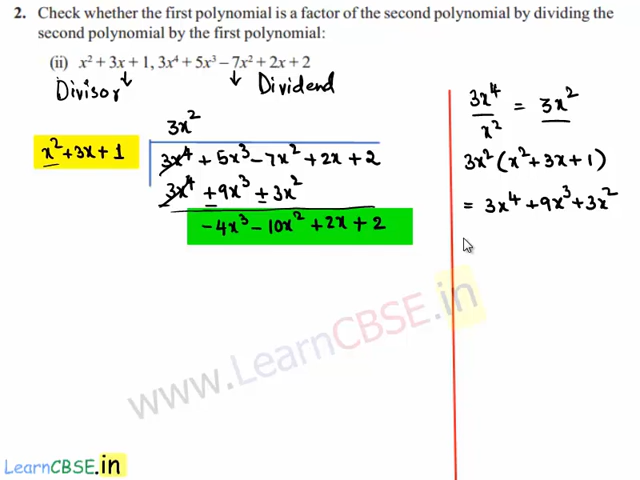 2. Check whether the first polynomial is a factor of the second polynomial by dividing the
second polynomial by the first polynomial:
(ii) x² + 3x + 1, 3x⁴ + 5x³ – 7x² + 2x + 2
↓ ↓
Divisor Dividend
3x²
x² + 3x + 1 3x⁴ + 5x³ – 7x² + 2x + 2
3x⁴ + 9x³ + 3x²
– 4x³ – 10x² + 2x + 2
3x⁴/x² = 3x²
3x² (x² + 3x + 1)
= 3x⁴ + 9x³ + 3x²
www.LearnCBSE.in
LearnCBSE.in